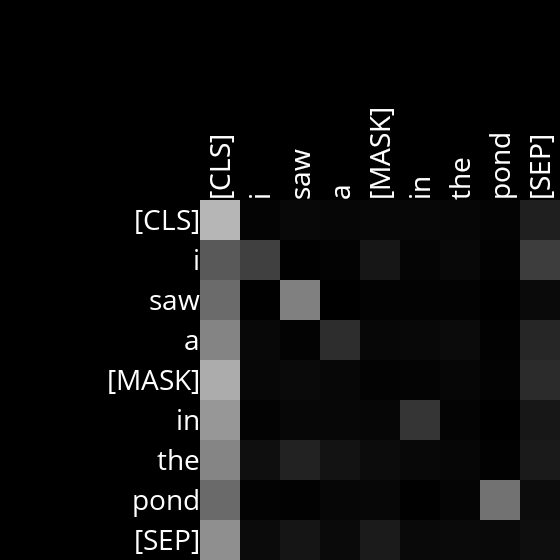 [CLS] i saw a [MASK] in the pond [SEP]
[CLS]
i
saw
a
[MASK]
in
the
pond
[SEP]